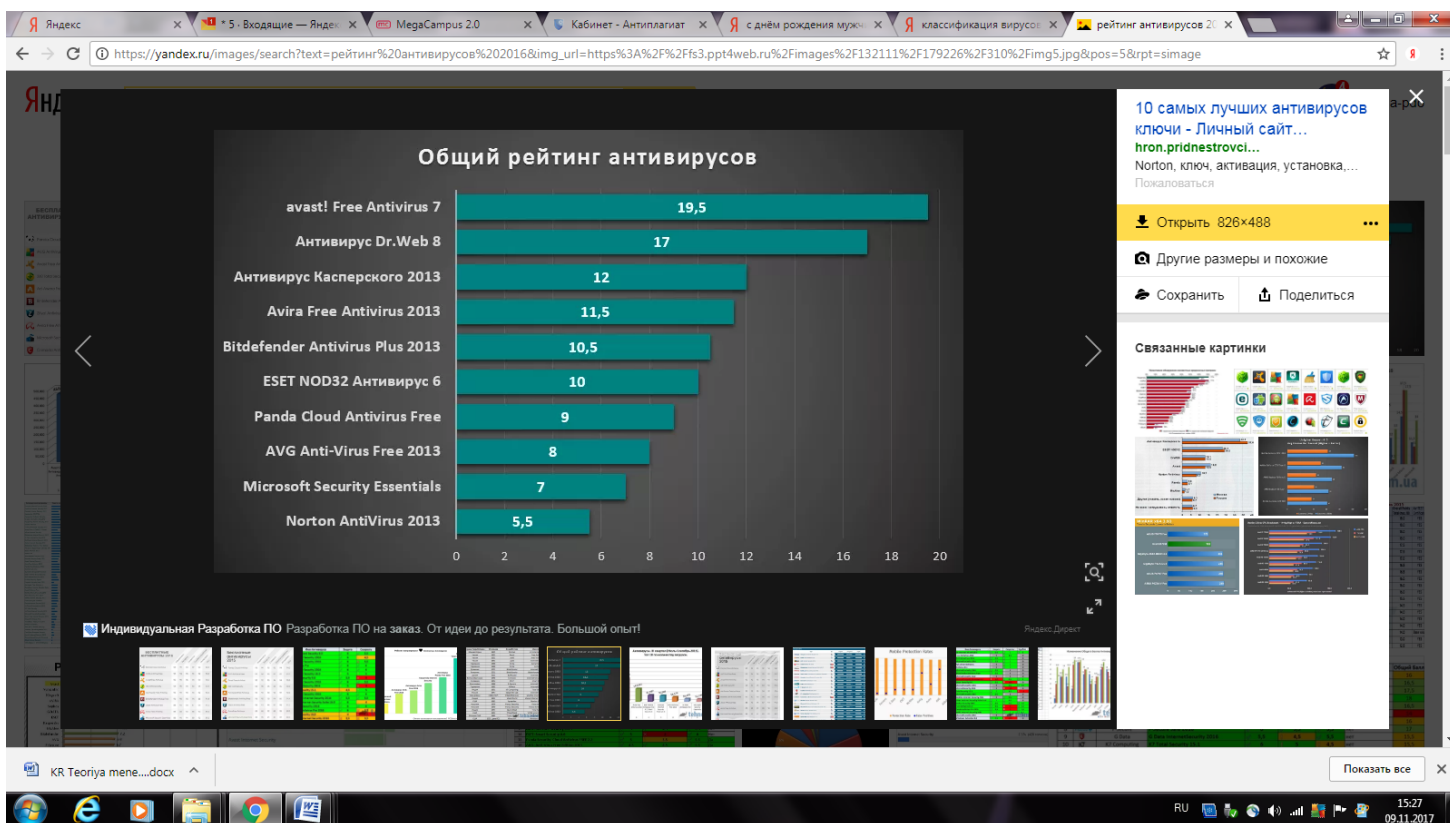 Яндекс
* 5 · Входящие — Яндек
MegaCampus 2.0
Кабинет - Антиплагиат
с днём рождения мужч
классификация вирусов
рейтинг антивирусов 20
https://yandex.ru/images/search?text=рейтинг%20антивирусов%202016&img_url=https%3A%2F%2Ffs3.ppt4web.ru%2Fimages%2F132111%2F179226%2F310%2Fimg5.jpg&pos=5&rpt=simage
Общий рейтинг антивирусов
avast! Free Antivirus 7 19,5
Антивирус Dr.Web 8 17
Антивирус Касперского 2013 12
Avira Free Antivirus 2013 11,5
Bitdefender Antivirus Plus 2013 10,5
ESET NOD32 Антивирус 6 10
Panda Cloud Antivirus Free 9
AVG Anti-Virus Free 2013 8
Microsoft Security Essentials 7
Norton AntiVirus 2013 5,5
0 2 4 6 8 10 12 14 16 18 20
10 самых лучших антивирусов
ключи - Личный сайт…
hron.pridnestrovci…
Norton, ключ, активация, установка,…
Пожаловаться
Открыть 826×488
Другие размеры и похожие
Сохранить Поделиться
Связанные картинки
Индивидуальная Разработка ПО Разработка ПО на заказ. От идеи до результата. Большой опыт!
Яндекс.Директ
KR Teoriya mene....docx
Показать все
RU
15:27
09.11.2017